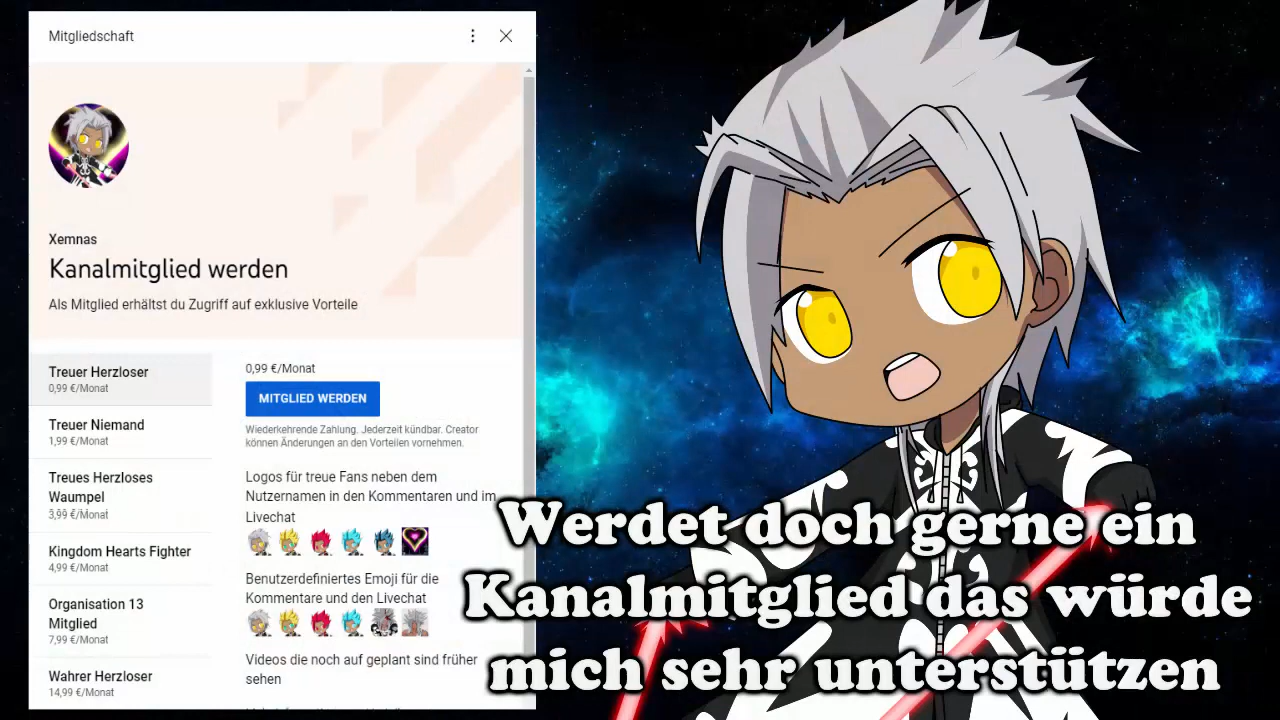 Mitgliedschaft
Xemnas
Kanalmitglied werden
Als Mitglied erhältst du Zugriff auf exklusive Vorteile
Treuer Herzloser
0,99 €/Monat
Treuer Niemand
1,99 €/Monat
Treues Herzloses
Waumpel
3,99 €/Monat
Kingdom Hearts Fighter
4,99 €/Monat
Organisation 13
Mitglied
7,99 €/Monat
Wahrer Herzloser
14,99 €/Monat
0,99 €/Monat
MITGLIED WERDEN
Wiederkehrende Zahlung. Jederzeit kündbar. Creator
können Änderungen an den Vorteilen vornehmen.
Logos für treue Fans neben dem
Nutzernamen in den Kommentaren und im
Livechat
Benutzerdefiniertes Emoji für die
Kommentare und den Livechat
Videos die noch auf geplant sind früher
sehen
Werdet doch gerne ein
Kanalmitglied das würde
mich sehr unterstützen